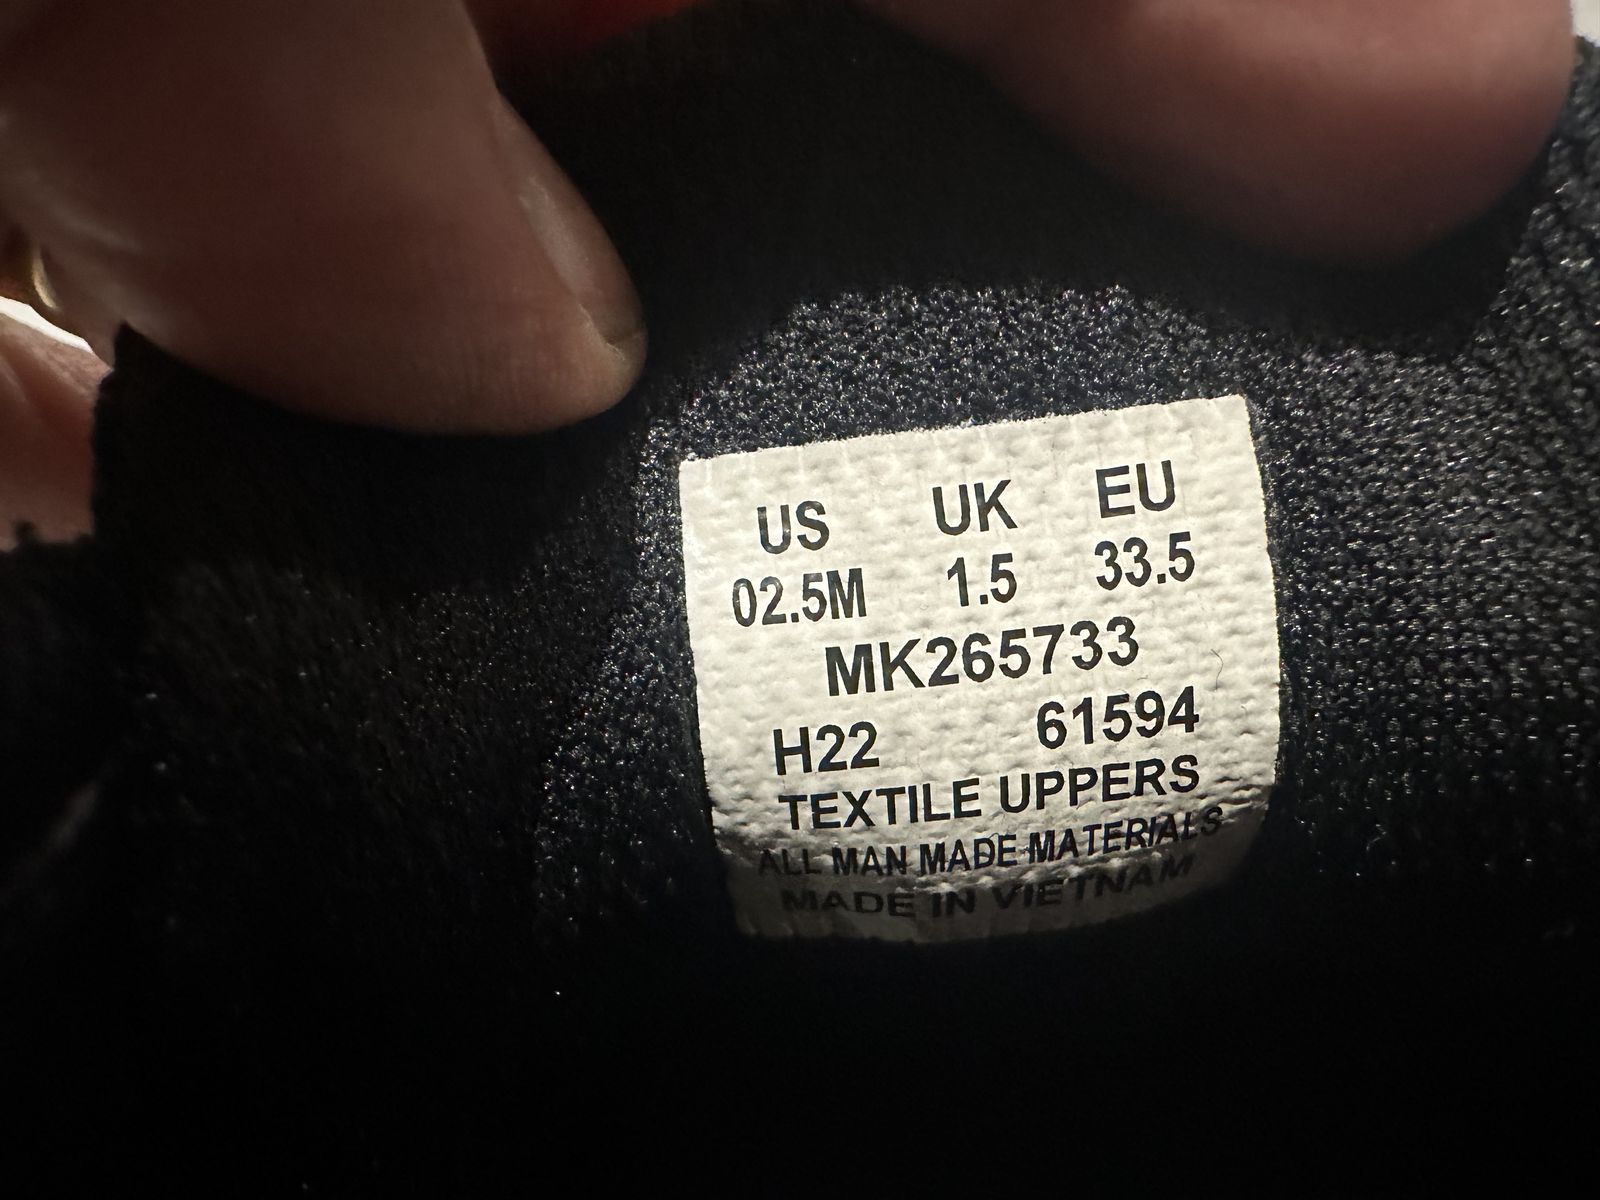 US UK EU
02.5M 1.5 33.5
MK265733
H22 61594
TEXTILE UPPERS
ALL MAN MADE MATERIALS
MADE IN VIETNAM